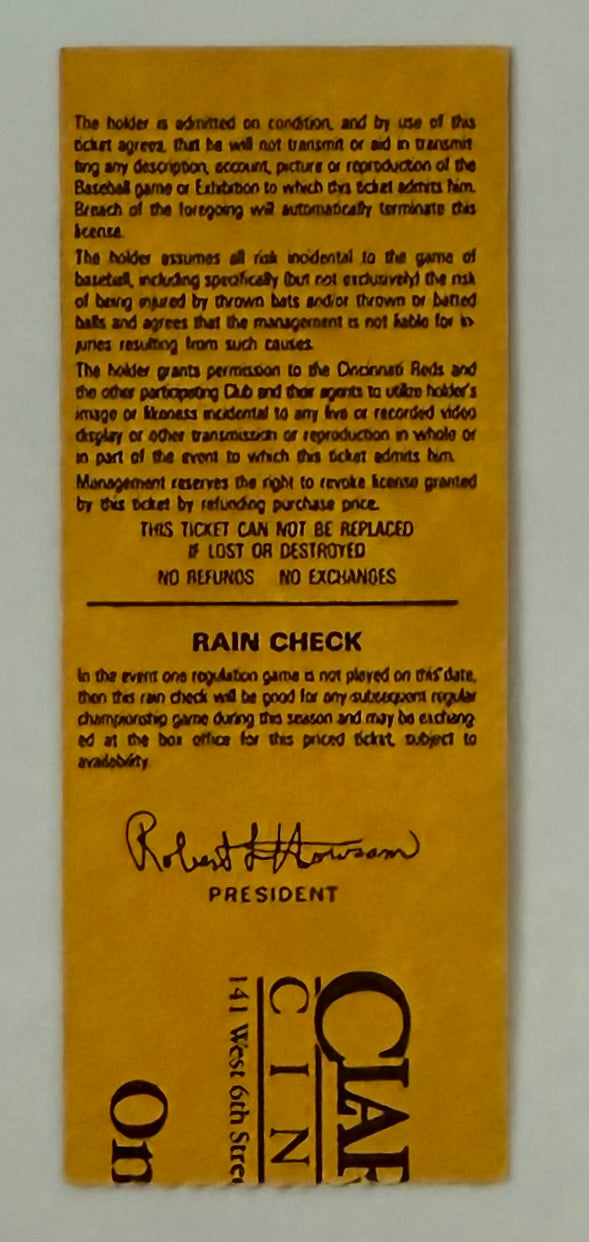 The holder is admitted on condition, and by use of this
ticket agrees, that he will not transmit or aid in transmit
ting any description, account, picture or reproduction of the
Baseball game or Exhibition to which this ticket admits him.
Breach of the foregoing will automatically terminate this
license.
The holder assumes all risk incidental to the game of
baseball, including specifically (but not exclusively) the risk
of being injured by thrown bats and/or thrown or batted
balls and agrees that the management is not liable for in-
juries resulting from such causes.
The holder grants permission to the Cincinnati Reds and
the other participating Club and their agents to utilize holder's
image or likeness incidental to any live or recorded video
display or other transmission or reproduction in whole or
in part of the event to which this ticket admits him.
Management reserves the right to revoke license granted
by this ticket by refunding purchase price.
THIS TICKET CAN NOT BE REPLACED
IF LOST OR DESTROYED
NO REFUNDS NO EXCHANGES
RAIN CHECK
In the event one regulation game is not played on this date,
then this rain check will be good for any subsequent regular
championship game during this season and may be exchang
ed at the box office for this priced ticket, subject to
availability.
Robert L Howsam
PRESIDENT
CLAR
CIN
141 West 6th Stree
On